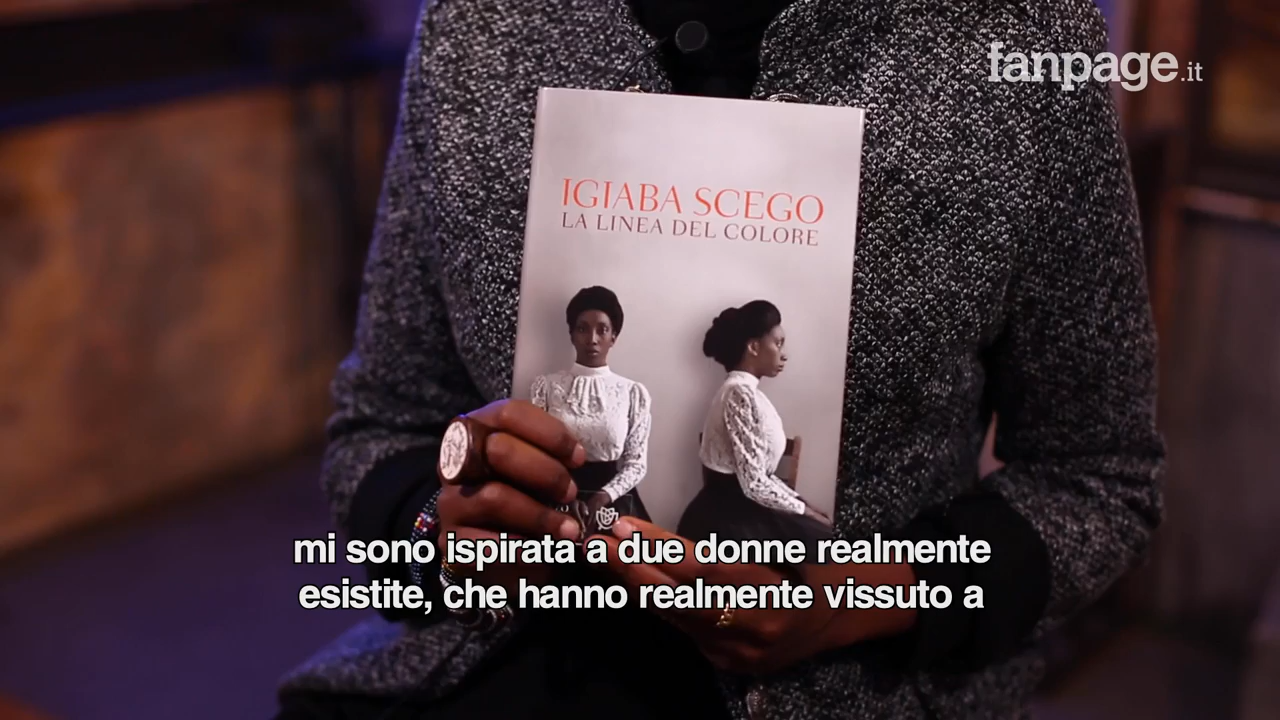 fanpage.it
IGIABA SCEGO
LA LINEA DEL COLORE
mi sono ispirata a due donne realmente
esistite, che hanno realmente vissuto a